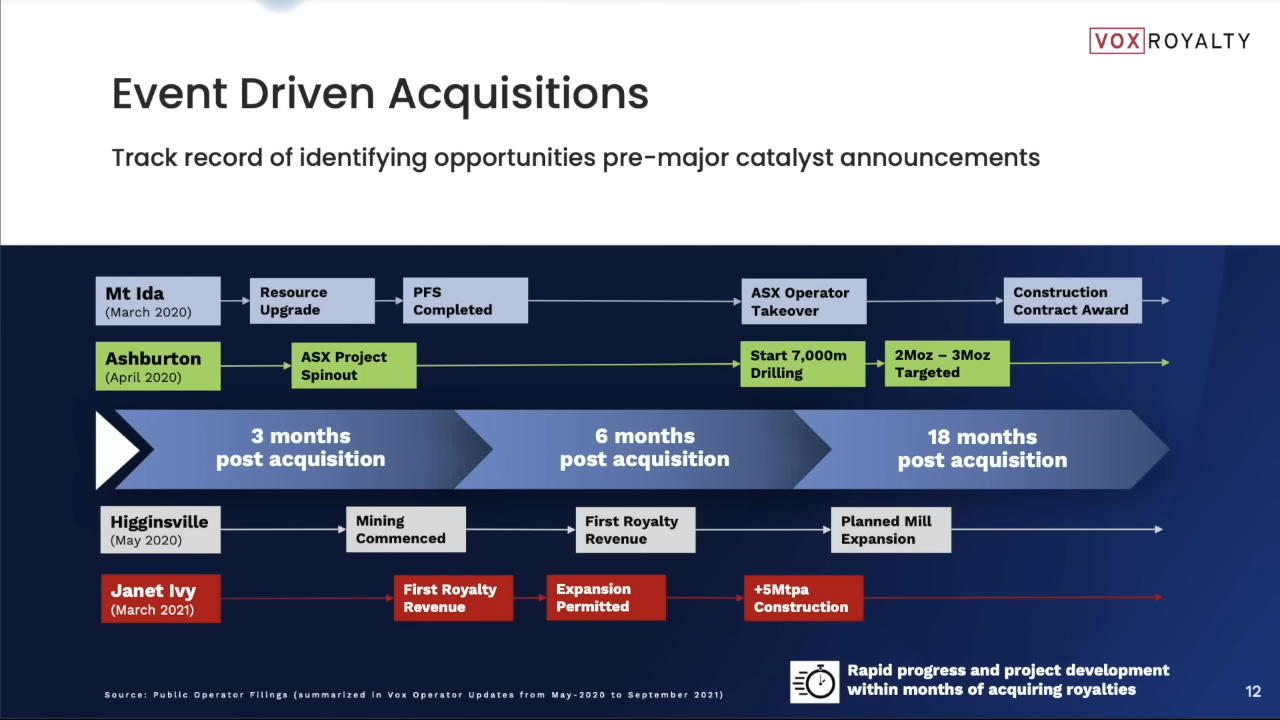 VOX ROYALTY
Event Driven Acquisitions
Track record of identifying opportunities pre-major catalyst announcements
Mt Ida
(March 2020)
Resource
Upgrade
PFS
Completed
ASX Operator
Takeover
Construction
Contract Award
Ashburton
(April 2020)
ASX Project
Spinout
Start 7,000m
Drilling
2Moz – 3Moz
Targeted
3 months
post acquisition
6 months
post acquisition
18 months
post acquisition
Higginsville
(May 2020)
Mining
Commenced
First Royalty
Revenue
Planned Mill
Expansion
Janet Ivy
(March 2021)
First Royalty
Revenue
Expansion
Permitted
+5Mtpa
Construction
Rapid progress and project development
within months of acquiring royalties
Source: Public Operator Filings (summarized in Vox Operator Updates from May-2020 to September 2021)
12